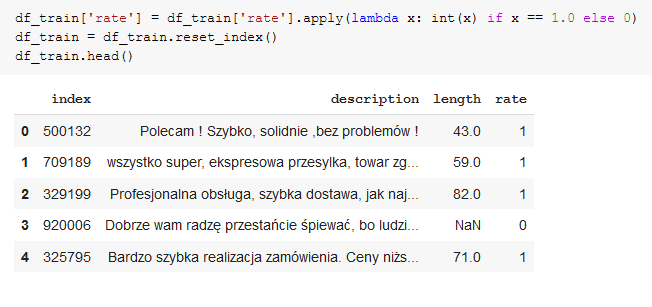 df_train['rate'] = df_train['rate'].apply(lambda x: int(x) if x == 1.0 else 0)
df_train = df_train.reset_index()
df_train.head()
index description length rate
0 500132 Polecam ! Szybko, solidnie ,bez problemów ! 43.0 1
1 709189 wszystko super, ekspresowa przesylka, towar zg... 59.0 1
2 329199 Profesjonalna obsługa, szybka dostawa, jak naj... 82.0 1
3 920006 Dobrze wam radzę przestańcie śpiewać, bo ludzi... NaN 0
4 325795 Bardzo szybka realizacja zamówienia. Ceny niżs... 71.0 1